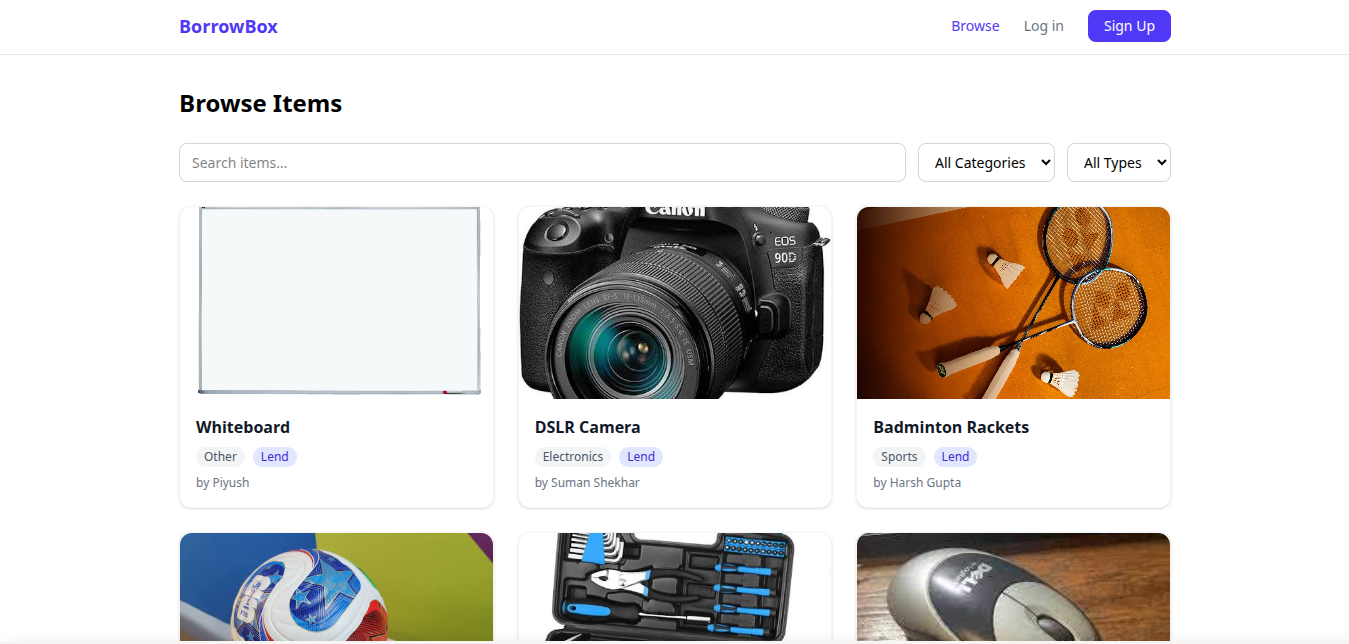 BorrowBox
Browse Log in Sign Up
Browse Items
Search items...
All Categories
All Types
Canon
EOS
90D
Whiteboard
Other Lend
by Piyush
DSLR Camera
Electronics Lend
by Suman Shekhar
Badminton Rackets
Sports Lend
by Harsh Gupta
DELL